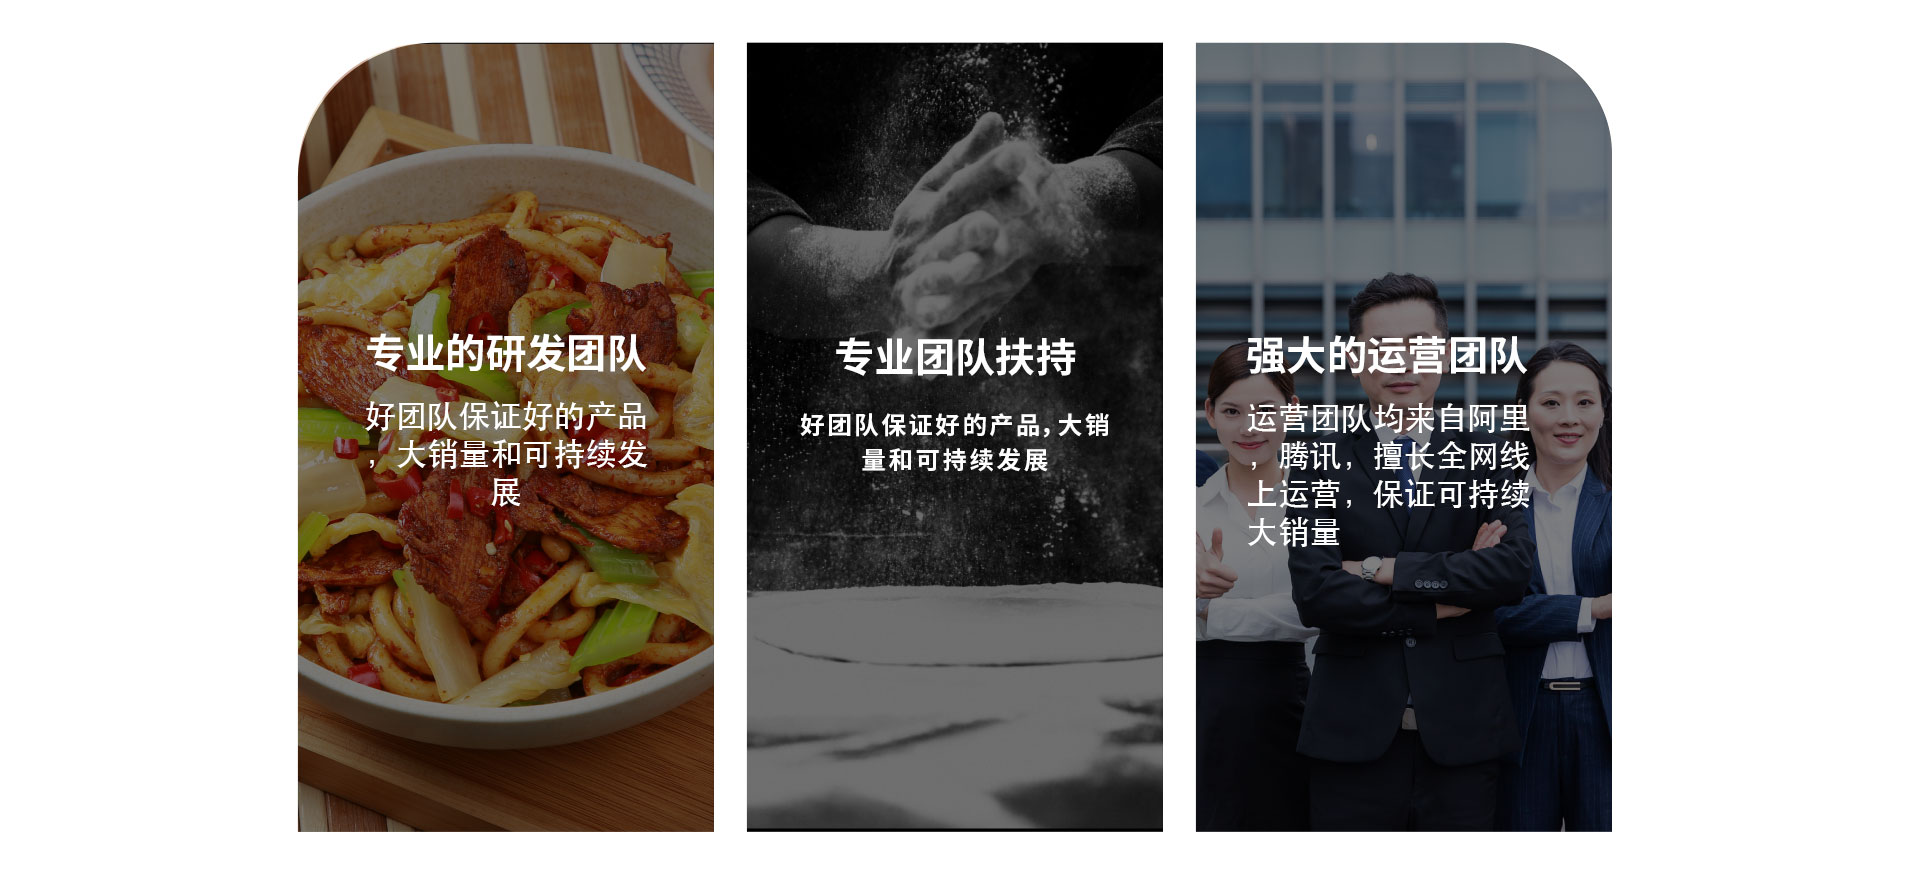 专业的研发团队
好团队保证好的产品
，大销量和可持续发
展
专业团队扶持
好团队保证好的产品，大销
量和可持续发展
强大的运营团队
运营团队均来自阿里
，腾讯，擅长全网线
上运营，保证可持续
大销量